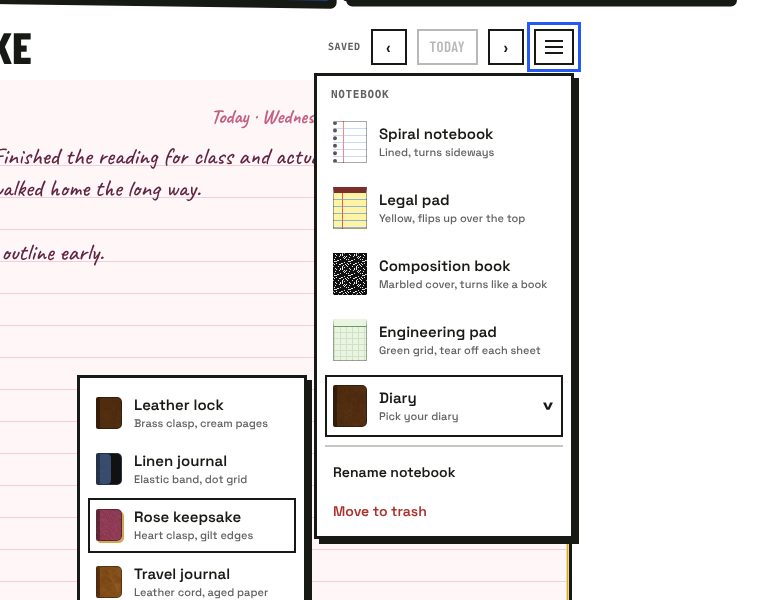 KE
SAVED
‹
TODAY
›
NOTEBOOK
Today · Wednes
Finished the reading for class and actu
walked home the long way.
outline early.
Spiral notebook
Lined, turns sideways
Legal pad
Yellow, flips up over the top
Composition book
Marbled cover, turns like a book
Engineering pad
Green grid, tear off each sheet
Diary
Pick your diary
Rename notebook
Move to trash
Leather lock
Brass clasp, cream pages
Linen journal
Elastic band, dot grid
Rose keepsake
Heart clasp, gilt edges
Travel journal
Leather cord, aged paper